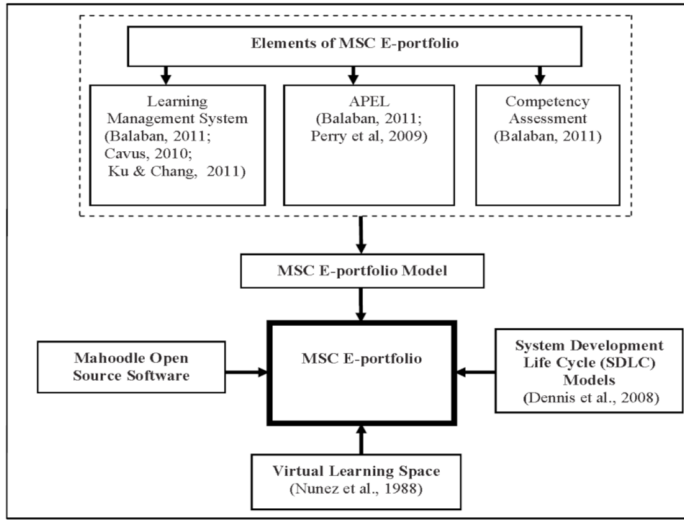 Elements of MSC E-portfolio
Learning
Management System
(Balaban, 2011;
Cavus, 2010;
Ku & Chang, 2011)
APEL
(Balaban, 2011;
Perry et al, 2009)
Competency
Assessment
(Balaban, 2011)
MSC E-portfolio Model
Mahoodle Open
Source Software
MSC E-portfolio
System Development
Life Cycle (SDLC)
Models
(Dennis et al., 2008)
Virtual Learning Space
(Nunez et al., 1988)